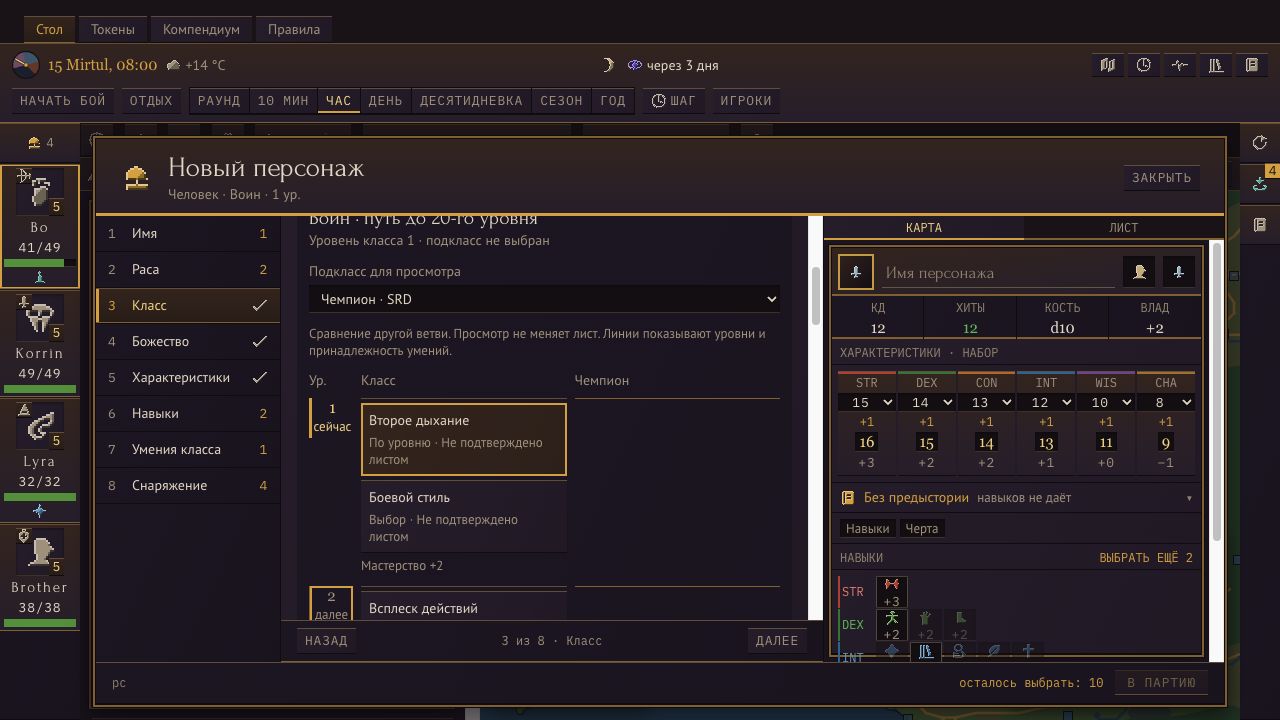 Стол Токены Компендиум Правила
15 Mirtul, 08:00 +14 °C через 3 дня
НАЧАТЬ БОЙ ОТДЫХ РАУНД 10 МИН ЧАС ДЕНЬ ДЕСЯТИДНЕВКА СЕЗОН ГОД ШАГ ИГРОКИ
4
5
Bo
41/49
5
Korrin
49/49
5
Lyra
32/32
5
Brother
38/38
4
Новый персонаж
Человек · Воин · 1 ур.
ЗАКРЫТЬ
1 Имя 1
2 Раса 2
3 Класс
4 Божество
5 Характеристики
6 Навыки 2
7 Умения класса 1
8 Снаряжение 4
Воин · путь до 20-го уровня
Уровень класса 1 · подкласс не выбран
Подкласс для просмотра
Чемпион · SRD
Сравнение другой ветви. Просмотр не меняет лист. Линии показывают уровни и
принадлежность умений.
Ур. Класс Чемпион
1
сейчас
Второе дыхание
По уровню · Не подтверждено
листом
Боевой стиль
Выбор · Не подтверждено
листом
Мастерство +2
2
далее
Всплеск действий
НАЗАД 3 из 8 · Класс ДАЛЕЕ
КАРТА ЛИСТ
Имя персонажа
КД ХИТЫ КОСТЬ ВЛАД
12 12 d10 +2
ХАРАКТЕРИСТИКИ · НАБОР
STR DEX CON INT WIS CHA
15 14 13 12 10 8
+1 +1 +1 +1 +1 +1
16 15 14 13 11 9
+3 +2 +2 +1 +0 −1
Без предыстории навыков не даёт
Навыки Черта
НАВЫКИ ВЫБРАТЬ ЕЩЁ 2
STR +3
DEX +2 +2 +2
INT
pc осталось выбрать: 10 В ПАРТИЮ